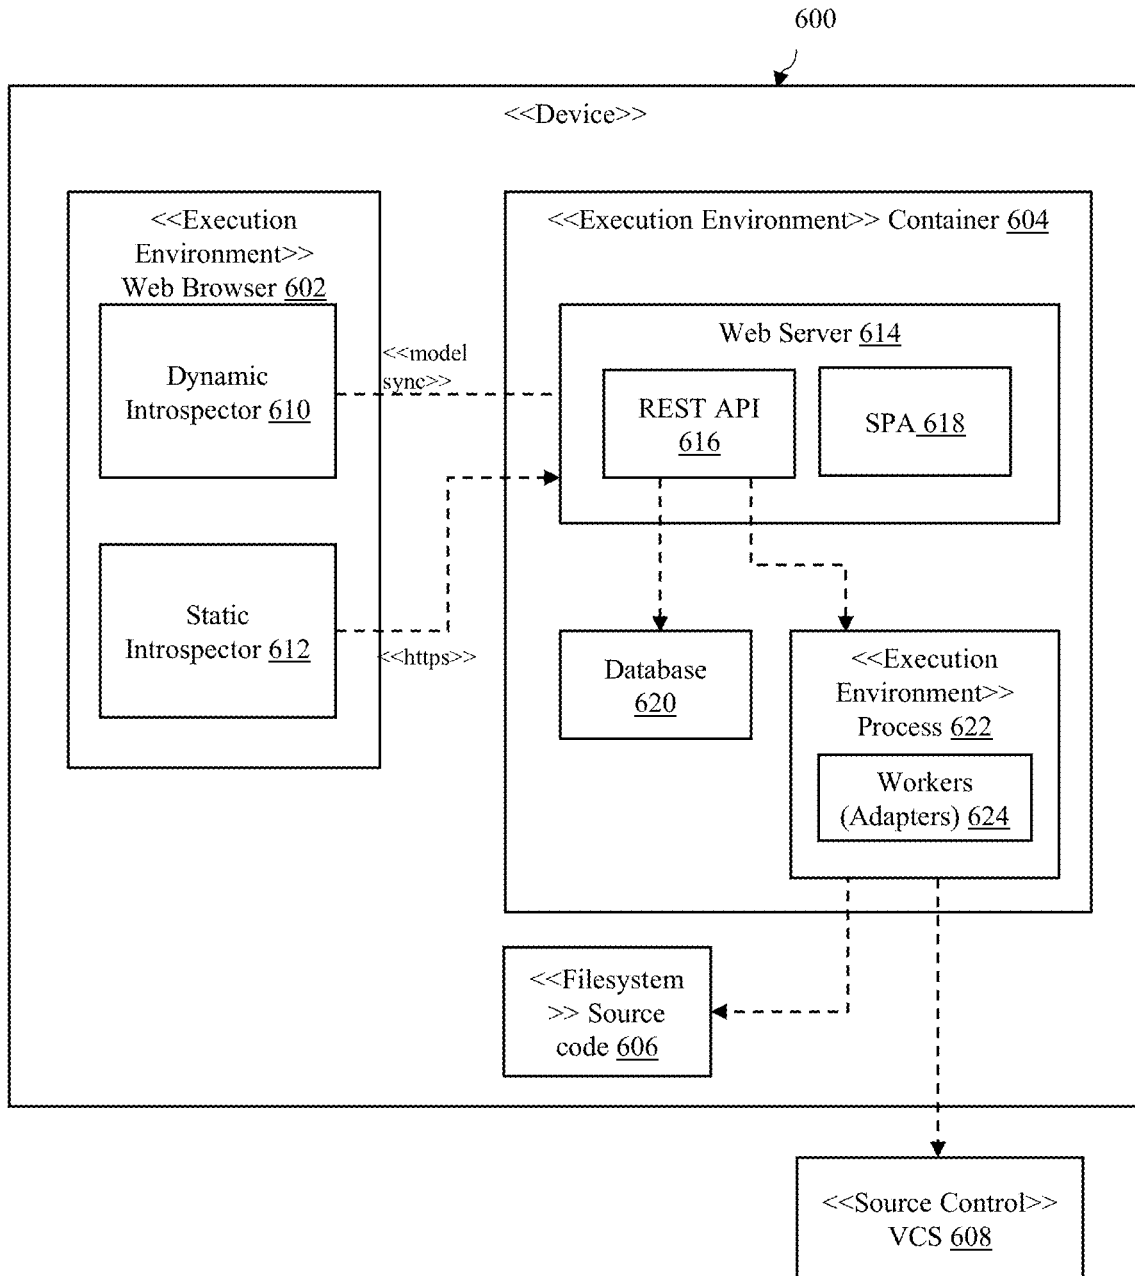 600
<<Device>>
<<Execution
Environment>>
Web Browser 602
Dynamic
Introspector 610
Static
Introspector 612
<<model
sync>>
<<https>>
<<Execution Environment>> Container 604
Web Server 614
REST API
616
SPA 618
Database
620
<<Execution
Environment>>
Process 622
Workers
(Adapters) 624
<<Filesystem
>> Source
code 606
<<Source Control>>
VCS 608